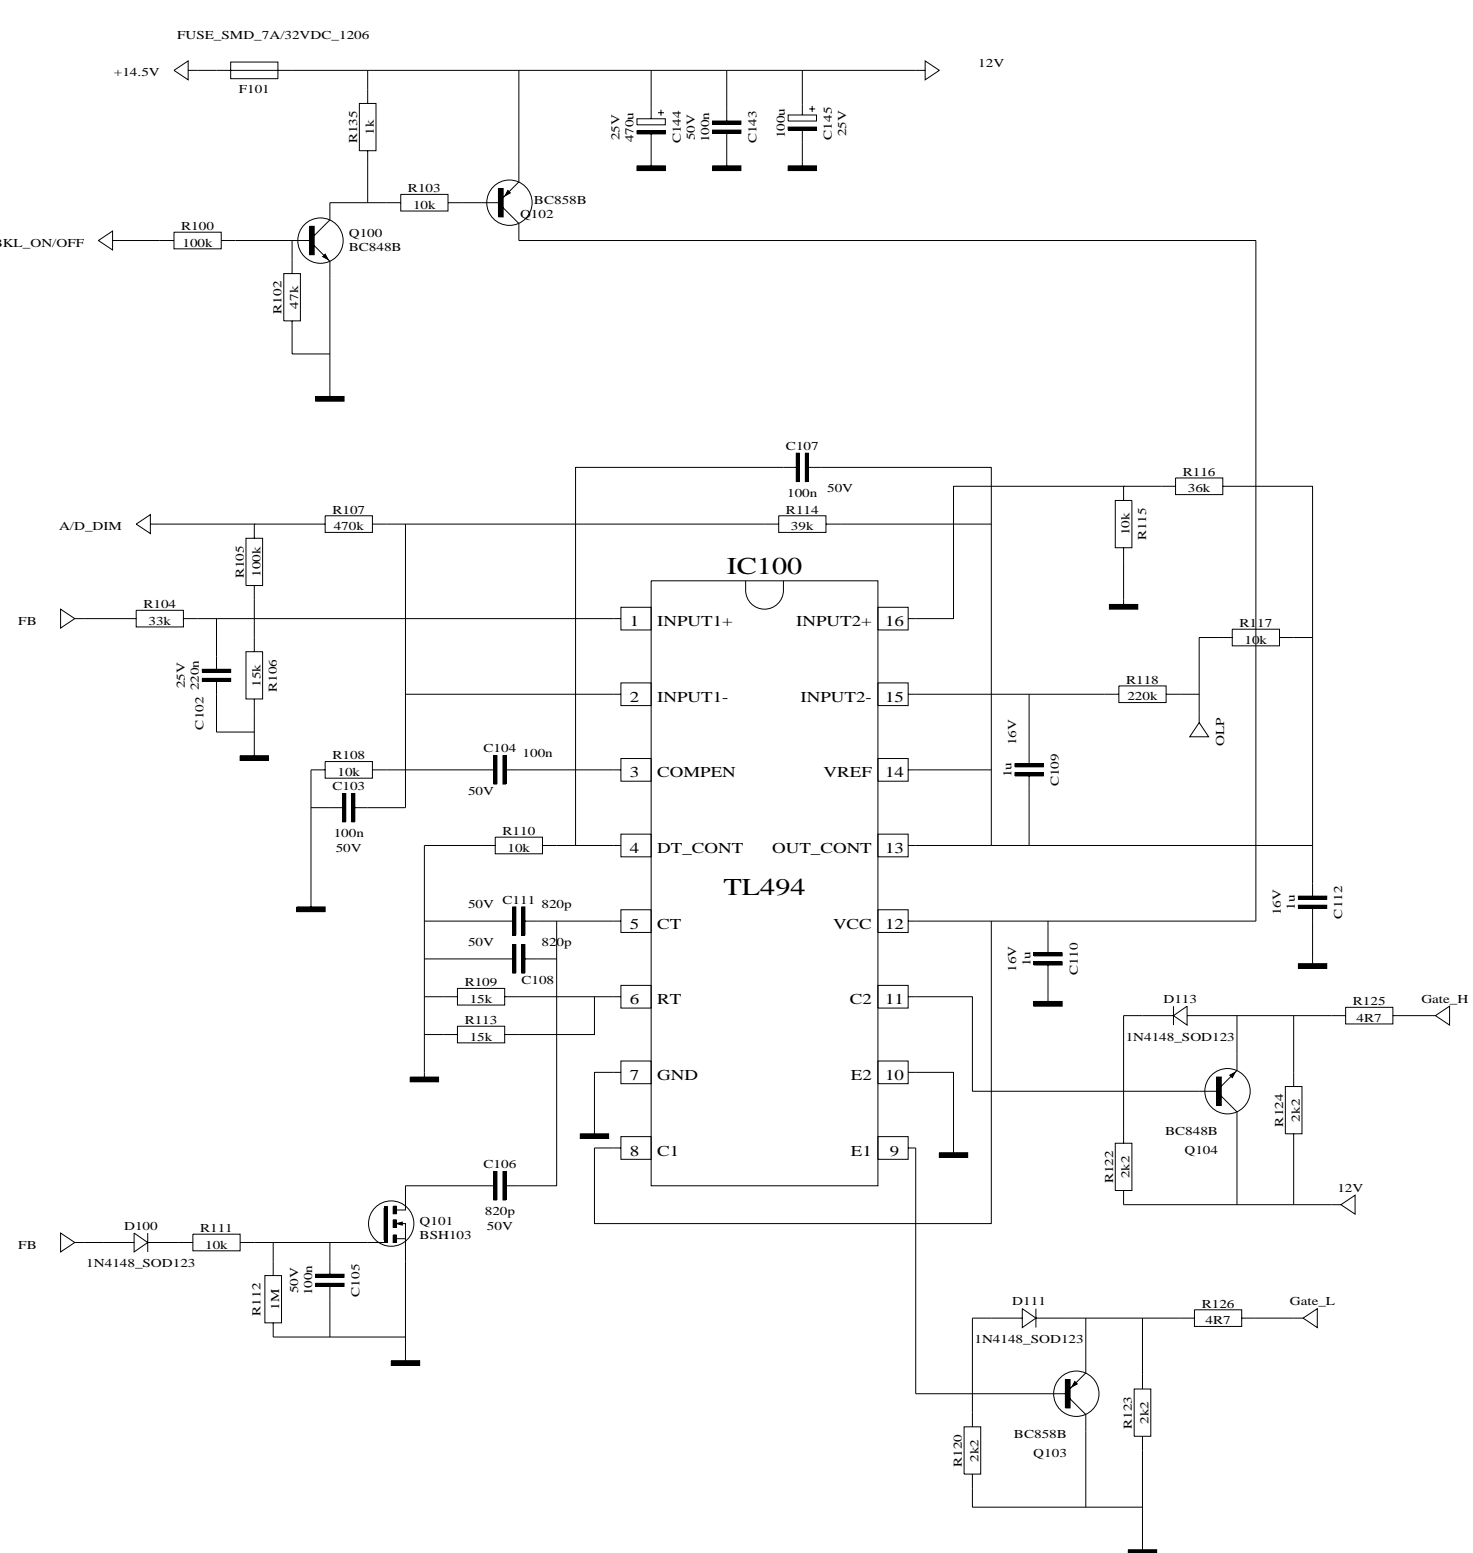 FUSE_SMD_7A/32VDC_1206
+14.5V
F101
12V
R135
1k
25V
470u
C144
50V
100n
C143
100u
C145
25V
+
+
R103
10k
BC858B
Q102
R100
100k
BKL_ON/OFF
Q100
BC848B
R102
47k
C107
100n
50V
R116
36k
R107
470k
R114
39k
A/D_DIM
R105
100k
10k
R115
IC100
FB
R104
33k
1
INPUT1+
INPUT2+
16
R117
10k
25V
220n
C102
15k
R106
2
INPUT1-
INPUT2-
15
R118
220k
OLP
16V
1u
C109
R108
10k
C104
100n
50V
3
COMPEN
VREF
14
C103
100n
50V
R110
10k
4
DT_CONT
OUT_CONT
13
TL494
50V
C111
820p
5
CT
VCC
12
16V
1u
C112
50V
820p
C108
16V
1u
C110
R109
15k
6
RT
C2
11
D113
1N4148_SOD123
R125
4R7
Gate_H
R113
15k
7
GND
E2
10
R124
2k2
BC848B
Q104
8
C1
E1
9
R122
2k2
12V
C106
820p
50V
Q101
BSH103
FB
D100
1N4148_SOD123
R111
10k
R112
1M
50V
100n
C105
D111
1N4148_SOD123
R126
4R7
Gate_L
R123
2k2
BC858B
Q103
R120
2k2